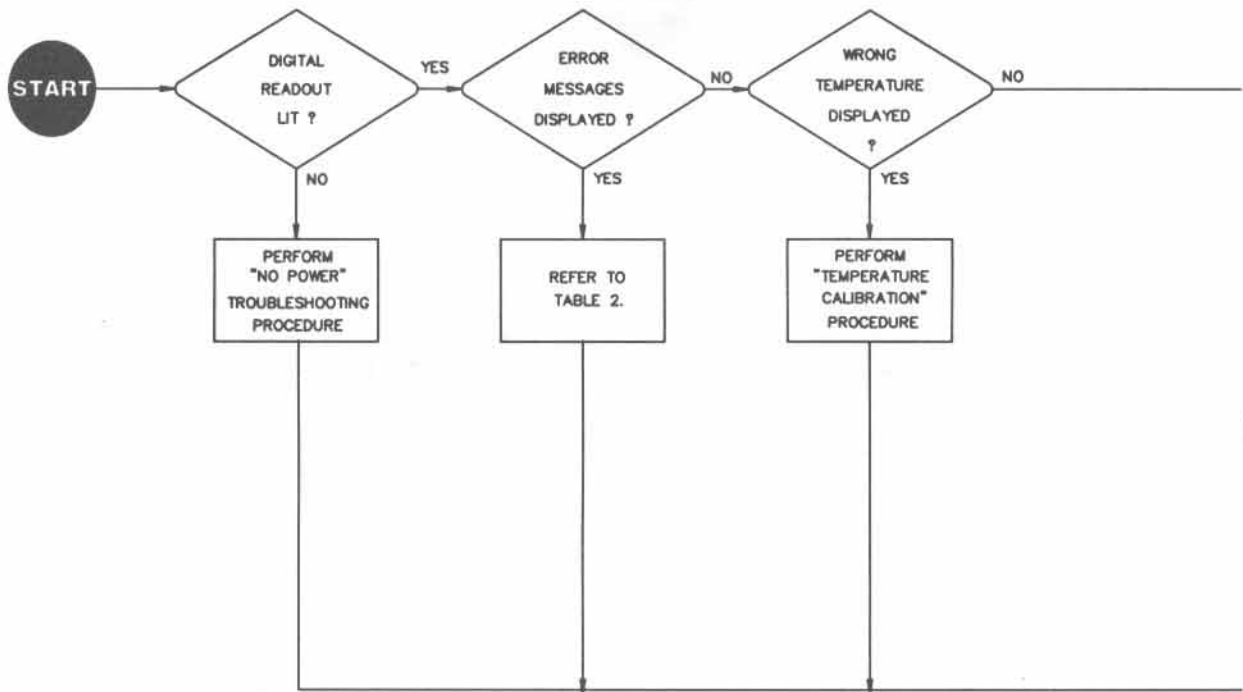 START
DIGITAL
READOUT
LIT ?
YES
NO
ERROR
MESSAGES
DISPLAYED ?
NO
YES
WRONG
TEMPERATURE
DISPLAYED
?
NO
YES
PERFORM
"NO POWER"
TROUBLESHOOTING
PROCEDURE
REFER TO
TABLE 2.
PERFORM
"TEMPERATURE
CALIBRATION"
PROCEDURE